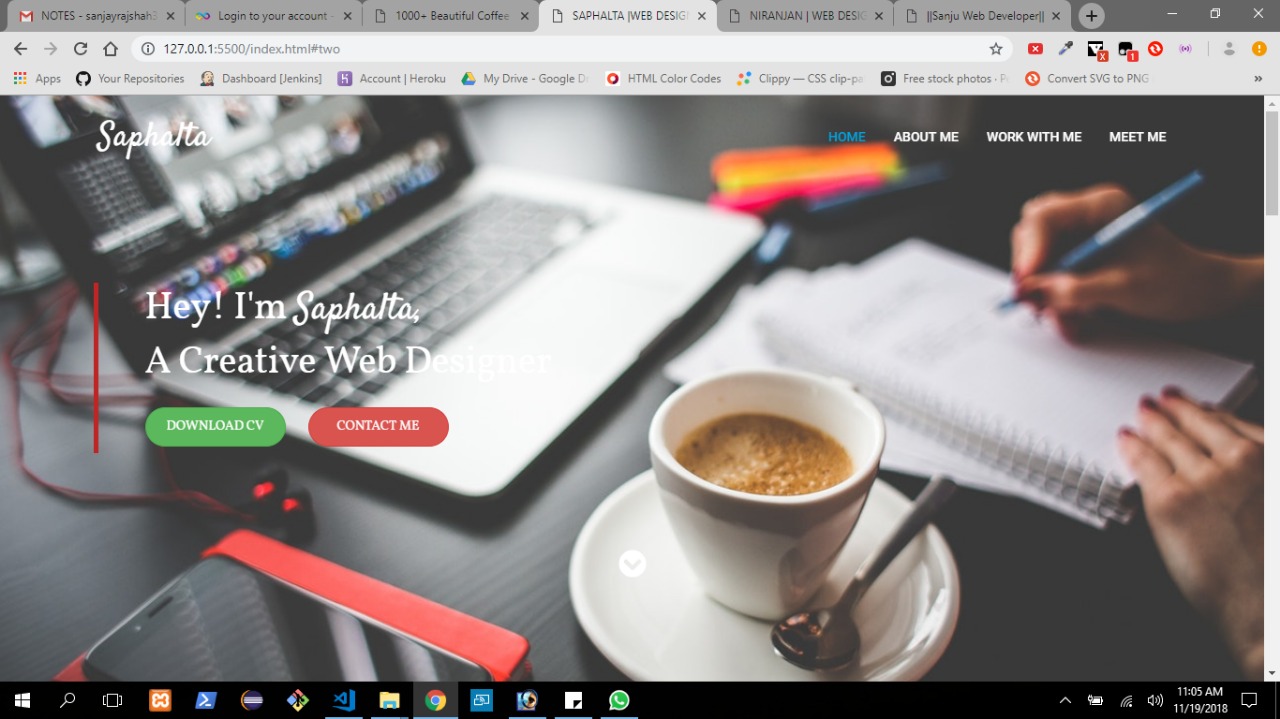 NOTES - sanjayrajshah3
Login to your account -
1000+ Beautiful Coffee
SAPHALTA |WEB DESIG
NIRANJAN | WEB DESIG
||Sanju Web Developer||
127.0.0.1:5500/index.html#two
Apps
Your Repositories
Dashboard [Jenkins]
Account | Heroku
My Drive - Google D
HTML Color Codes
Clippy — CSS clip-pa
Free stock photos · P
Convert SVG to PNG
»
X
1
Saphalta
HOME ABOUT ME WORK WITH ME MEET ME
Hey! I'm Saphalta,
A Creative Web Designer
DOWNLOAD CV CONTACT ME
11:05 AM
11/19/2018